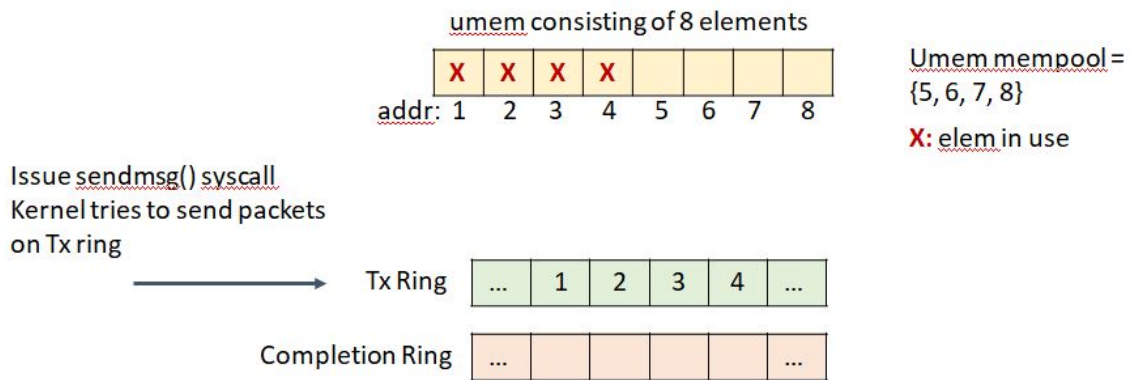 umem consisting of 8 elements
X X X X
addr: 1 2 3 4 5 6 7 8
Umem mempool =
{5, 6, 7, 8}
X: elem in use
Issue sendmsg() syscall
Kernel tries to send packets
on Tx ring
Tx Ring ... 1 2 3 4 ...
Completion Ring ... ...